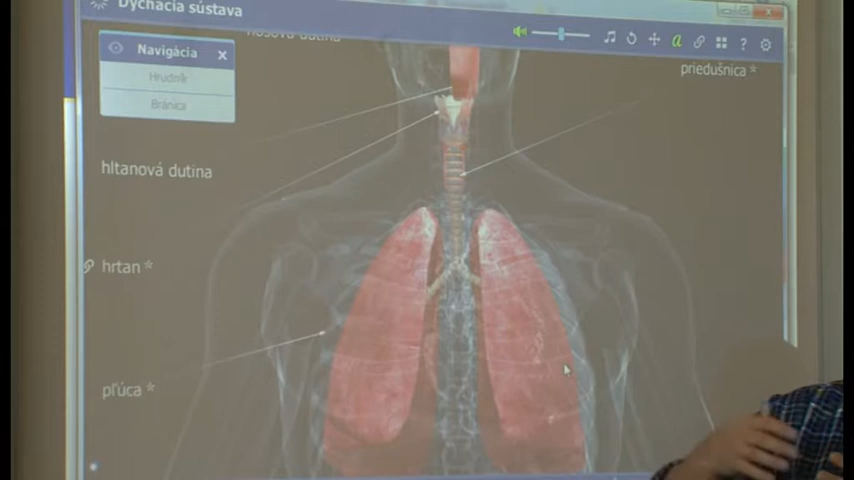 Dýchacia sústava
nosová dutina
Navigácia
Hrudník
Bránica
priedušnica *
hltanová dutina
hrtan *
pľúca *